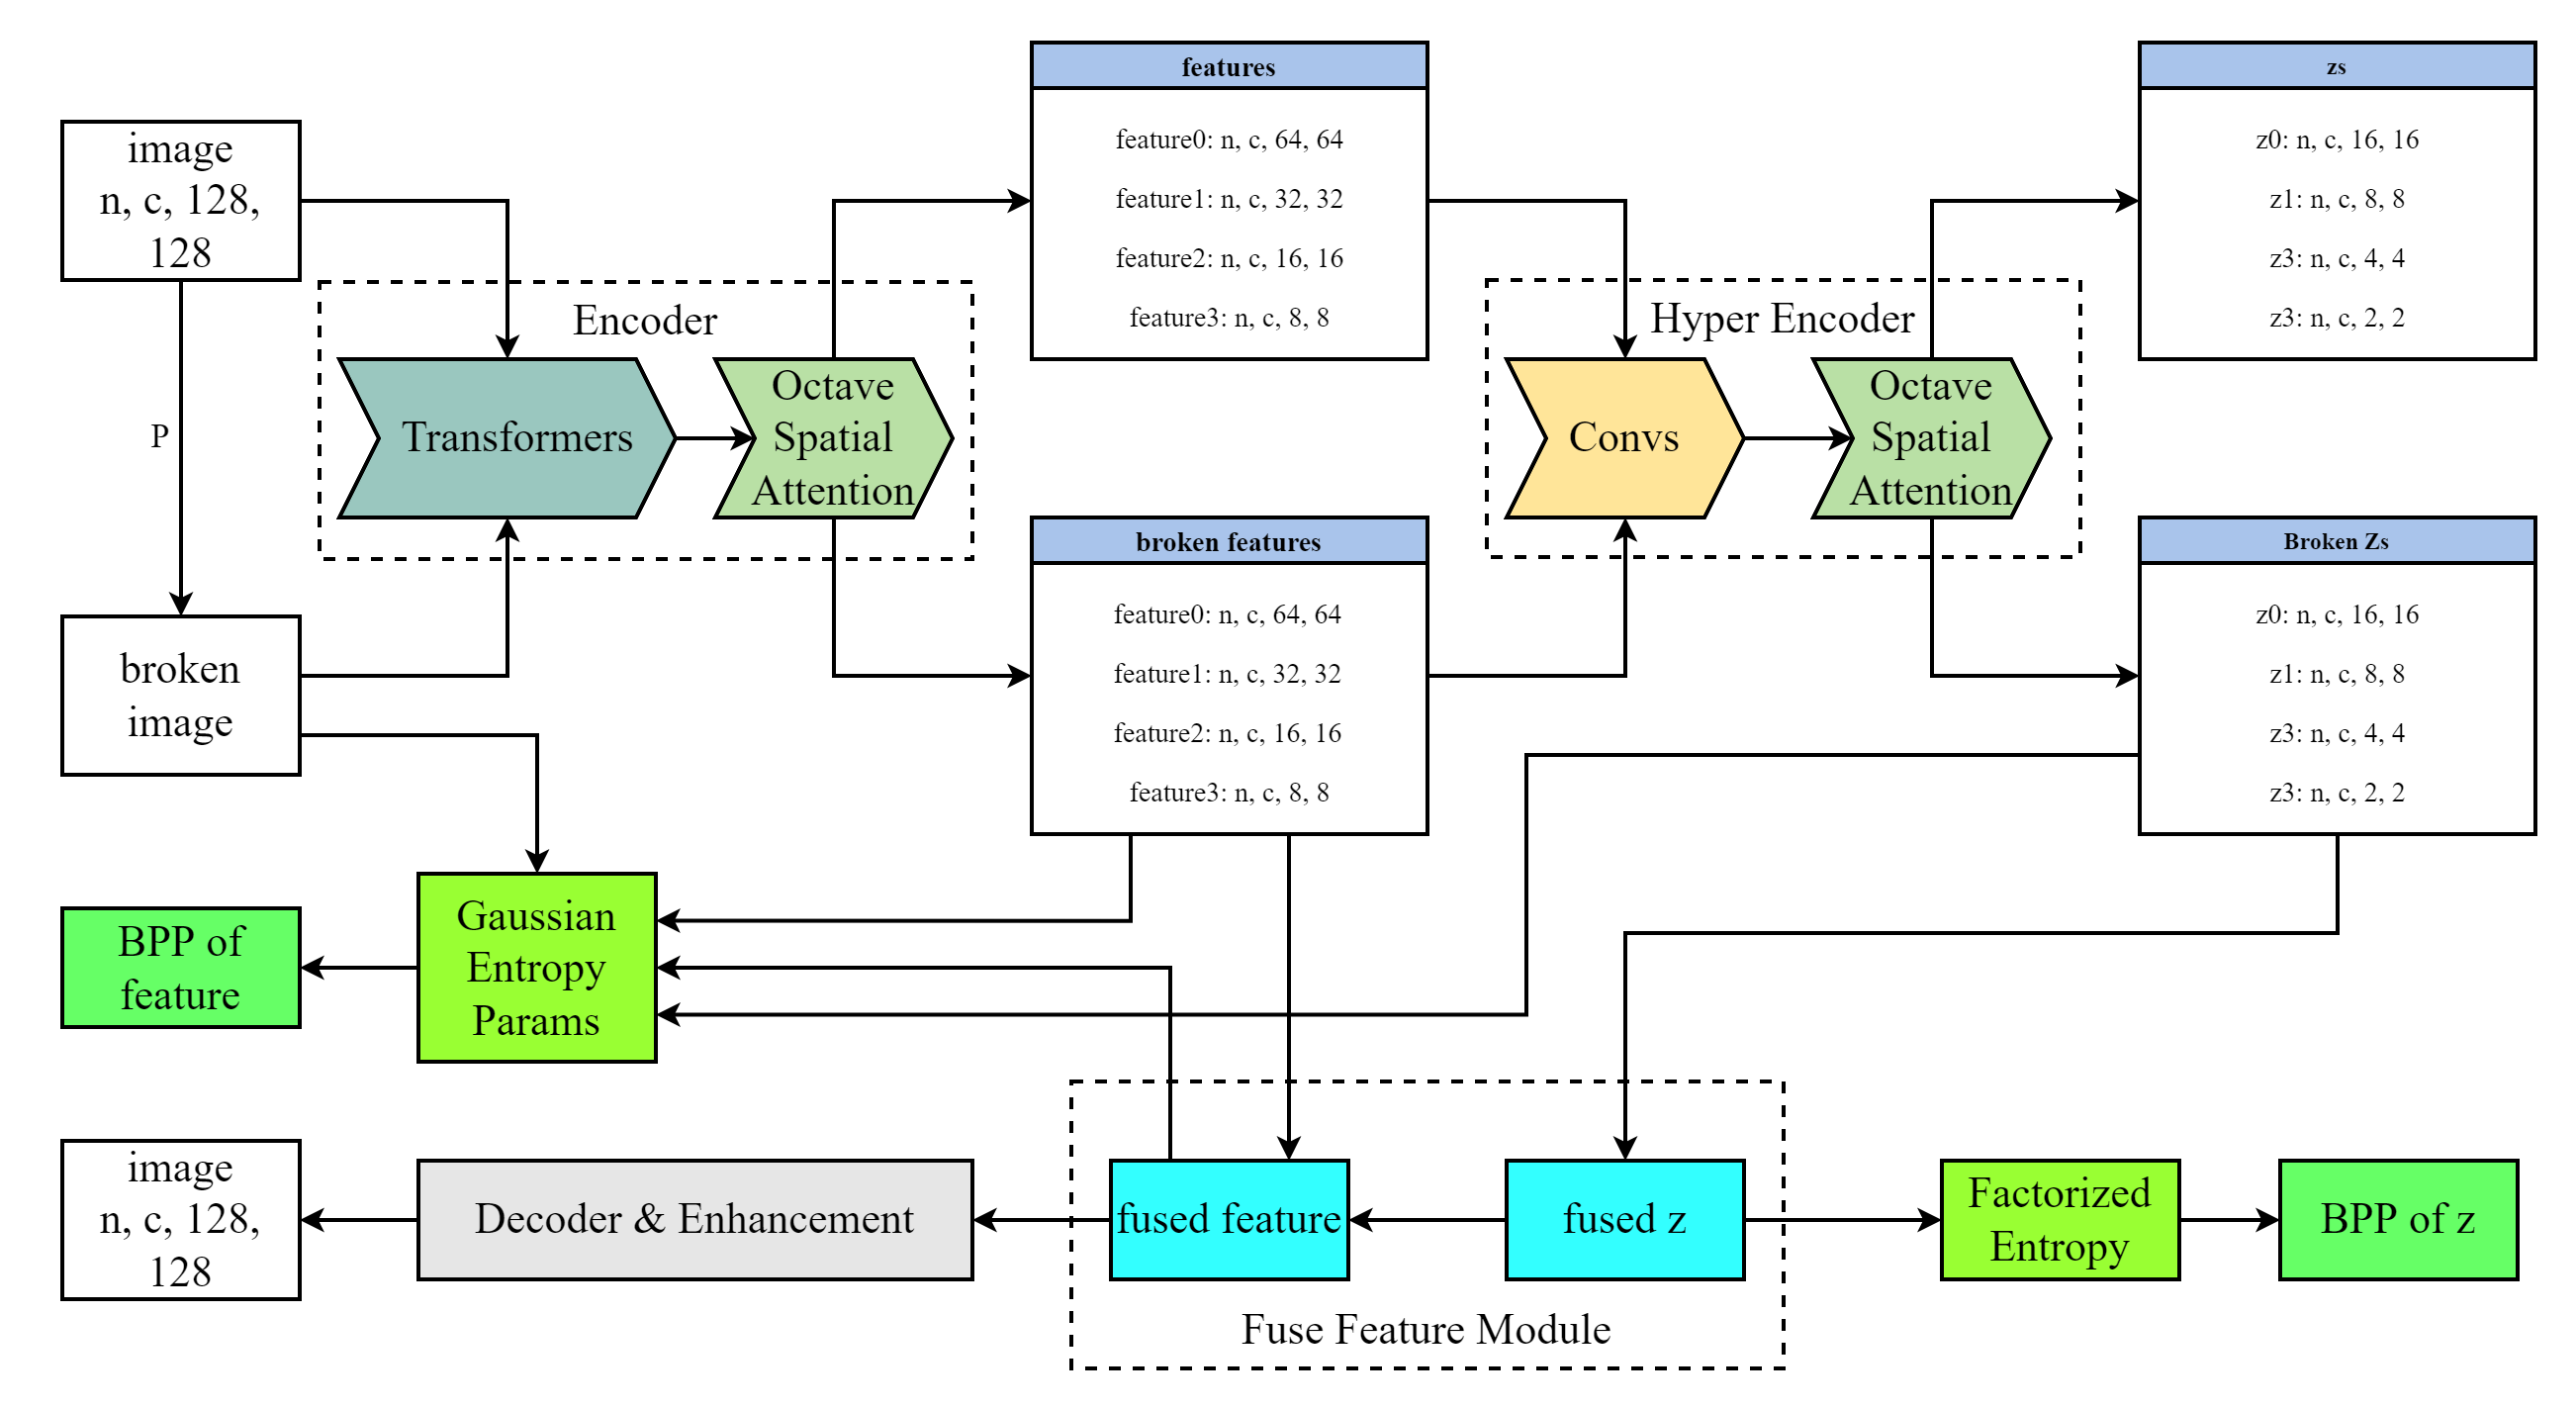 features
feature0: n, c, 64, 64
feature1: n, c, 32, 32
feature2: n, c, 16, 16
feature3: n, c, 8, 8
zs
z0: n, c, 16, 16
z1: n, c, 8, 8
z3: n, c, 4, 4
z3: n, c, 2, 2
image
n, c, 128,
128
Encoder
Transformers
Octave
Spatial
Attention
Hyper Encoder
Convs
Octave
Spatial
Attention
P
broken
image
broken features
feature0: n, c, 64, 64
feature1: n, c, 32, 32
feature2: n, c, 16, 16
feature3: n, c, 8, 8
Broken Zs
z0: n, c, 16, 16
z1: n, c, 8, 8
z3: n, c, 4, 4
z3: n, c, 2, 2
BPP of
feature
Gaussian
Entropy
Params
image
n, c, 128,
128
Decoder & Enhancement
fused feature
fused z
Fuse Feature Module
Factorized
Entropy
BPP of z